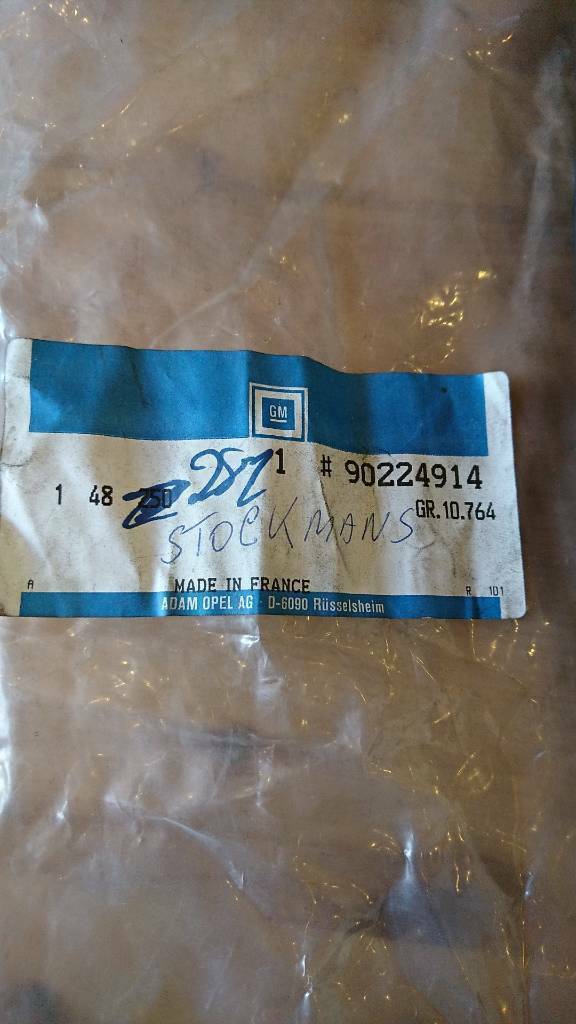 GM
1 48 250 1 # 90224914
GR.10.764
STOCKMANS
A MADE IN FRANCE R 101
ADAM OPEL AG · D-6090 Rüsselsheim